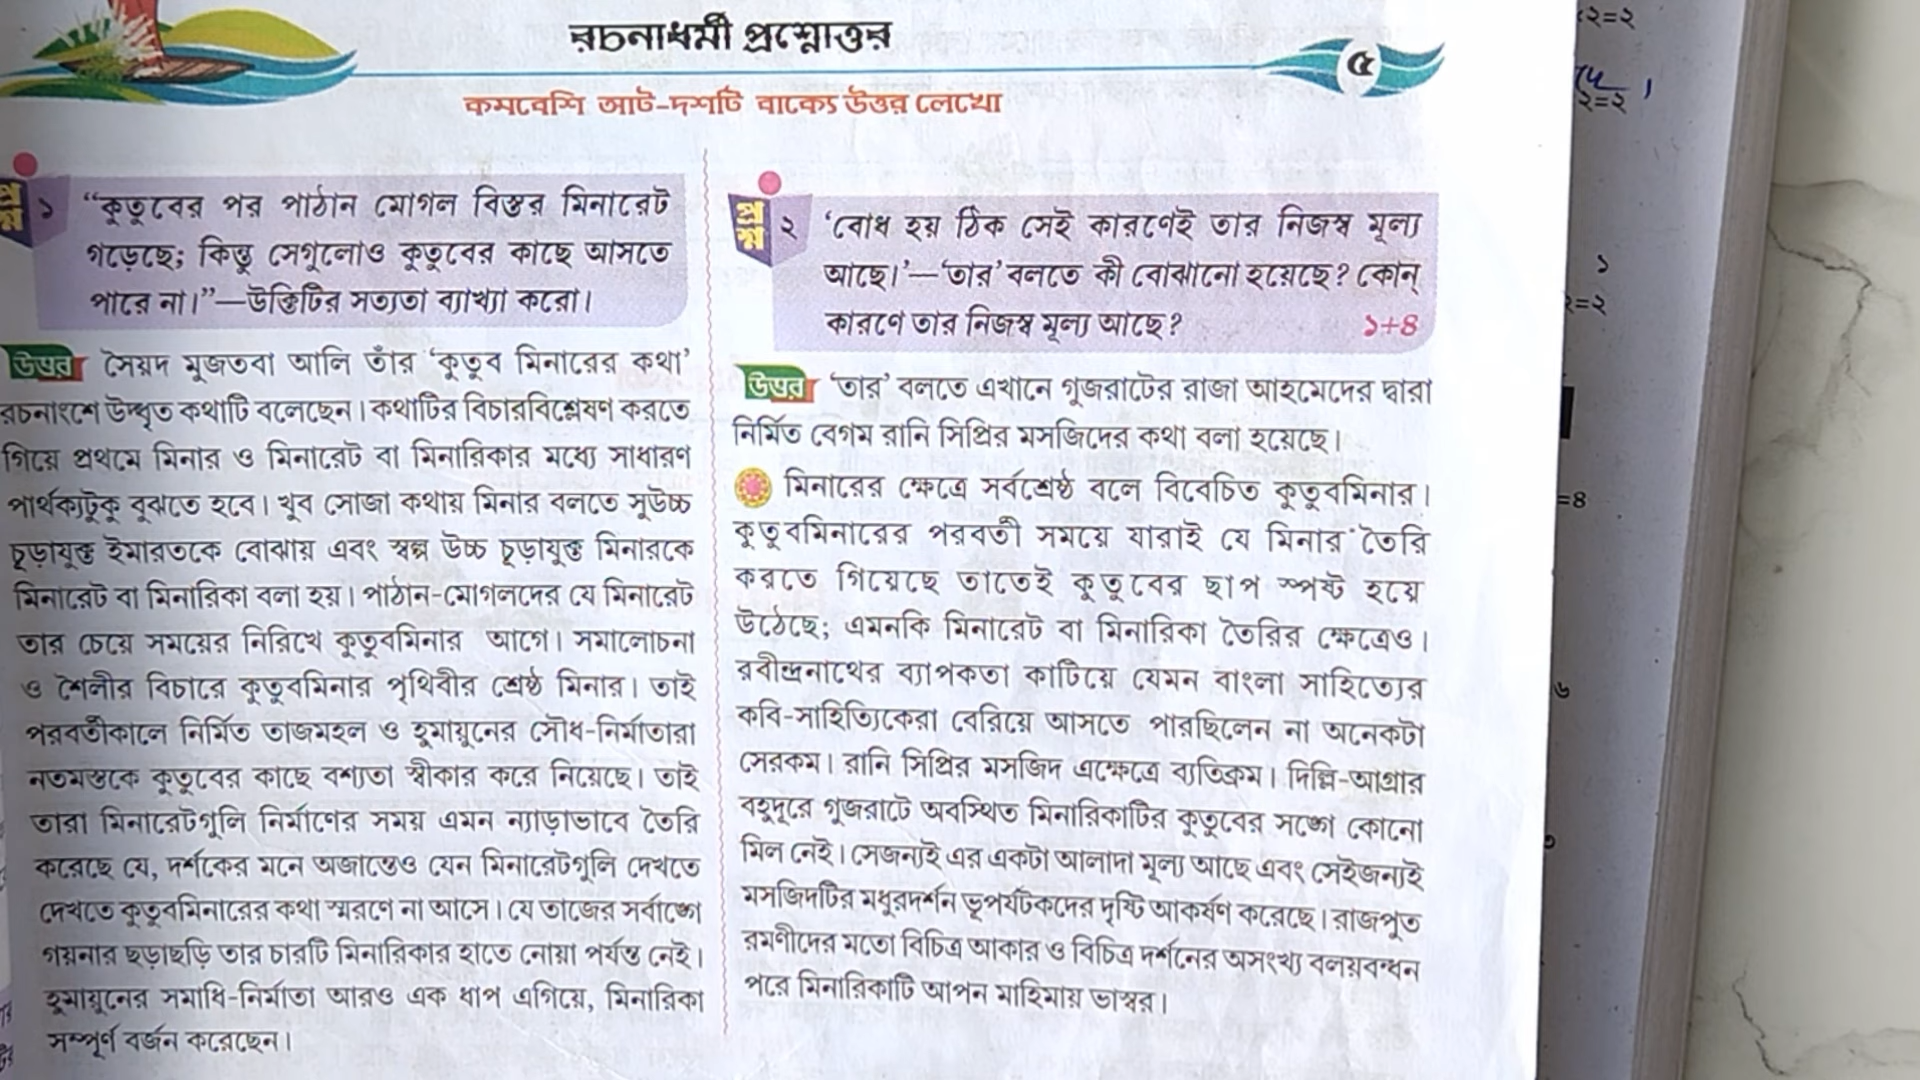 রচনাধর্মী প্রশ্নোত্তর
৫
কমবেশি আট-দশটি বাক্যে উত্তর লেখো
প্রশ্ন ১ “কুতুবের পর পাঠান মোগল বিস্তর মিনারেট
গড়েছে; কিন্তু সেগুলোও কুতুবের কাছে আসতে
পারে না।”—উক্তিটির সত্যতা ব্যাখ্যা করো।
উত্তর সৈয়দ মুজতবা আলি তাঁর ‘কুতুব মিনারের কথা’
রচনাংশে উদ্ধৃত কথাটি বলেছেন। কথাটির বিচারবিশ্লেষণ করতে
গিয়ে প্রথমে মিনার ও মিনারেট বা মিনারিকার মধ্যে সাধারণ
পার্থক্যটুকু বুঝতে হবে। খুব সোজা কথায় মিনার বলতে সুউচ্চ
চূড়াযুক্ত ইমারতকে বোঝায় এবং স্বল্প উচ্চ চূড়াযুক্ত মিনারকে
মিনারেট বা মিনারিকা বলা হয়। পাঠান-মোগলদের যে মিনারেট
তার চেয়ে সময়ের নিরিখে কুতুবমিনার আগে। সমালোচনা
ও শৈলীর বিচারে কুতুবমিনার পৃথিবীর শ্রেষ্ঠ মিনার। তাই
পরবর্তীকালে নির্মিত তাজমহল ও হুমায়ুনের সৌধ-নির্মাতারা
নতমস্তকে কুতুবের কাছে বশ্যতা স্বীকার করে নিয়েছে। তাই
তারা মিনারেটগুলি নির্মাণের সময় এমন ন্যাড়াভাবে তৈরি
করেছে যে, দর্শকের মনে অজান্তেও যেন মিনারেটগুলি দেখতে
দেখতে কুতুবমিনারের কথা স্মরণে না আসে। যে তাজের সর্বাঙ্গে
গয়নার ছড়াছড়ি তার চারটি মিনারিকার হাতে নোয়া পর্যন্ত নেই।
হুমায়ুনের সমাধি-নির্মাতা আরও এক ধাপ এগিয়ে, মিনারিকা
সম্পূর্ণ বর্জন করেছেন।
প্রশ্ন ২ ‘বোধ হয় ঠিক সেই কারণেই তার নিজস্ব মূল্য
আছে।’—‘তার’ বলতে কী বোঝানো হয়েছে? কোন্
কারণে তার নিজস্ব মূল্য আছে? ১+৪
উত্তর ‘তার’ বলতে এখানে গুজরাটের রাজা আহমেদের দ্বারা
নির্মিত বেগম রানি সিপ্রির মসজিদের কথা বলা হয়েছে।
মিনারের ক্ষেত্রে সর্বশ্রেষ্ঠ বলে বিবেচিত কুতুবমিনার।
কুতুবমিনারের পরবর্তী সময়ে যারাই যে মিনার তৈরি
করতে গিয়েছে তাতেই কুতুবের ছাপ স্পষ্ট হয়ে
উঠেছে; এমনকি মিনারেট বা মিনারিকা তৈরির ক্ষেত্রেও।
রবীন্দ্রনাথের ব্যাপকতা কাটিয়ে যেমন বাংলা সাহিত্যের
কবি-সাহিত্যিকেরা বেরিয়ে আসতে পারছিলেন না অনেকটা
সেরকম। রানি সিপ্রির মসজিদ এক্ষেত্রে ব্যতিক্রম। দিল্লি-আগ্রার
বহুদূরে গুজরাটে অবস্থিত মিনারিকাটির কুতুবের সঙ্গে কোনো
মিল নেই। সেজন্যই এর একটা আলাদা মূল্য আছে এবং সেইজন্যই
মসজিদটির মধুরদর্শন ভূপর্যটকদের দৃষ্টি আকর্ষণ করেছে। রাজপুত
রমণীদের মতো বিচিত্র আকার ও বিচিত্র দর্শনের অসংখ্য বলয়বন্ধন
পরে মিনারিকাটি আপন মাহিমায় ভাস্বর।
২=২
২=২।
১
২=২
=৪
৬